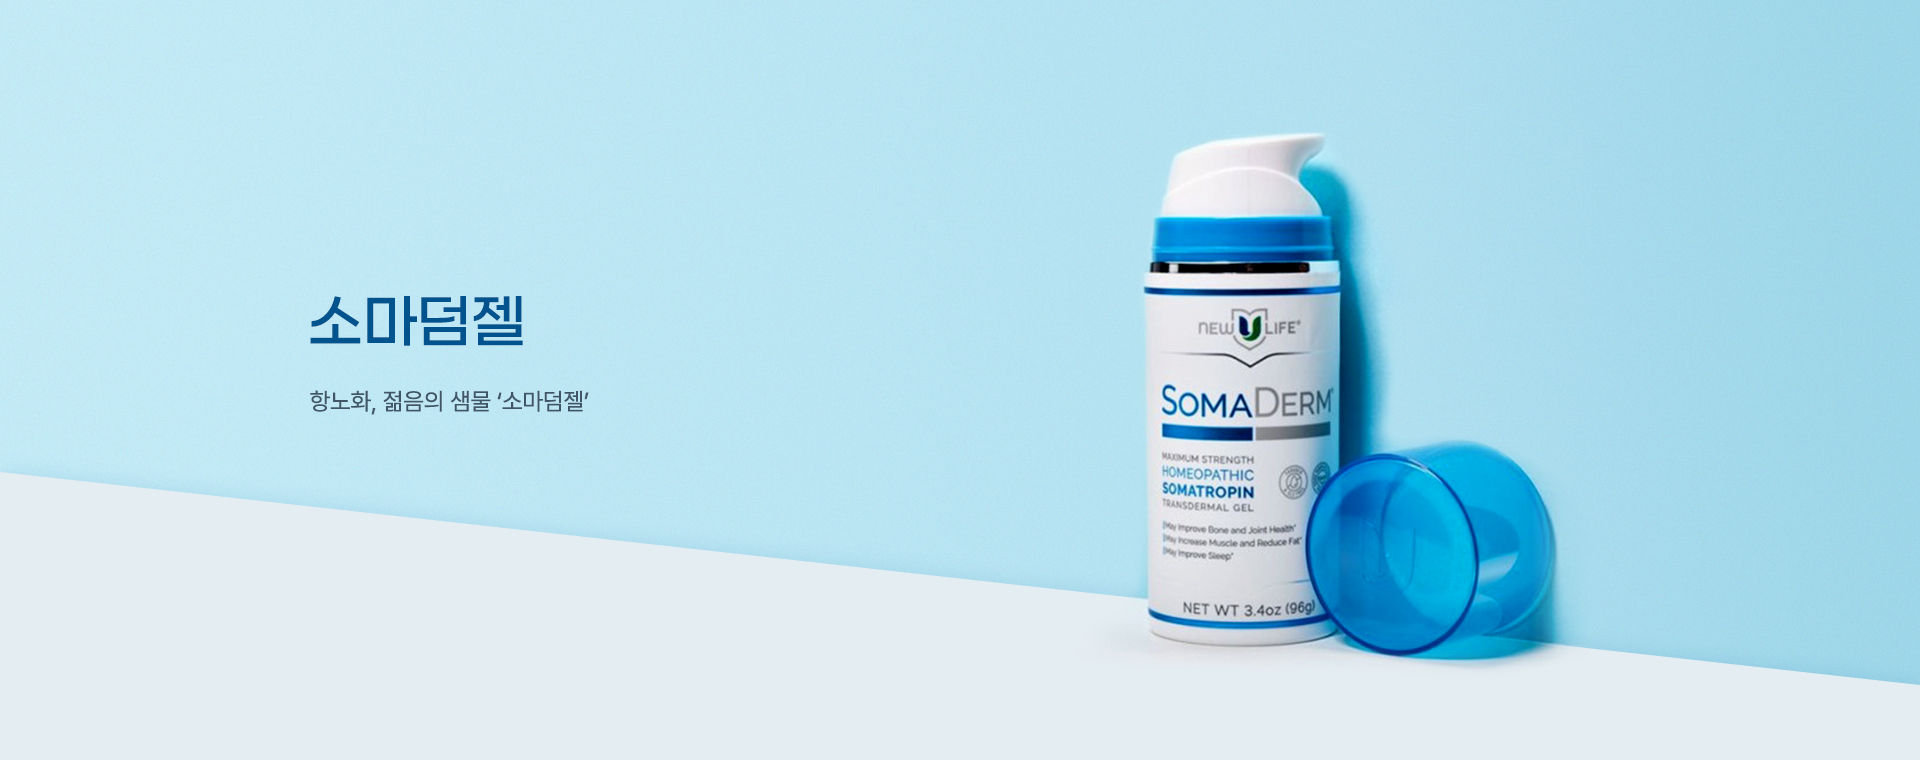 소마덤젤
항노화, 젊음의 샘물 ‘소마덤젤’
NEW LIFE®
SOMADERM®
MAXIMUM STRENGTH
HOMEOPATHIC
SOMATROPIN
TRANSDERMAL GEL
May Improve Bone and Joint Health*
May Increase Muscle and Reduce Fat*
May Improve Sleep*
NET WT 3.4oz (96g)